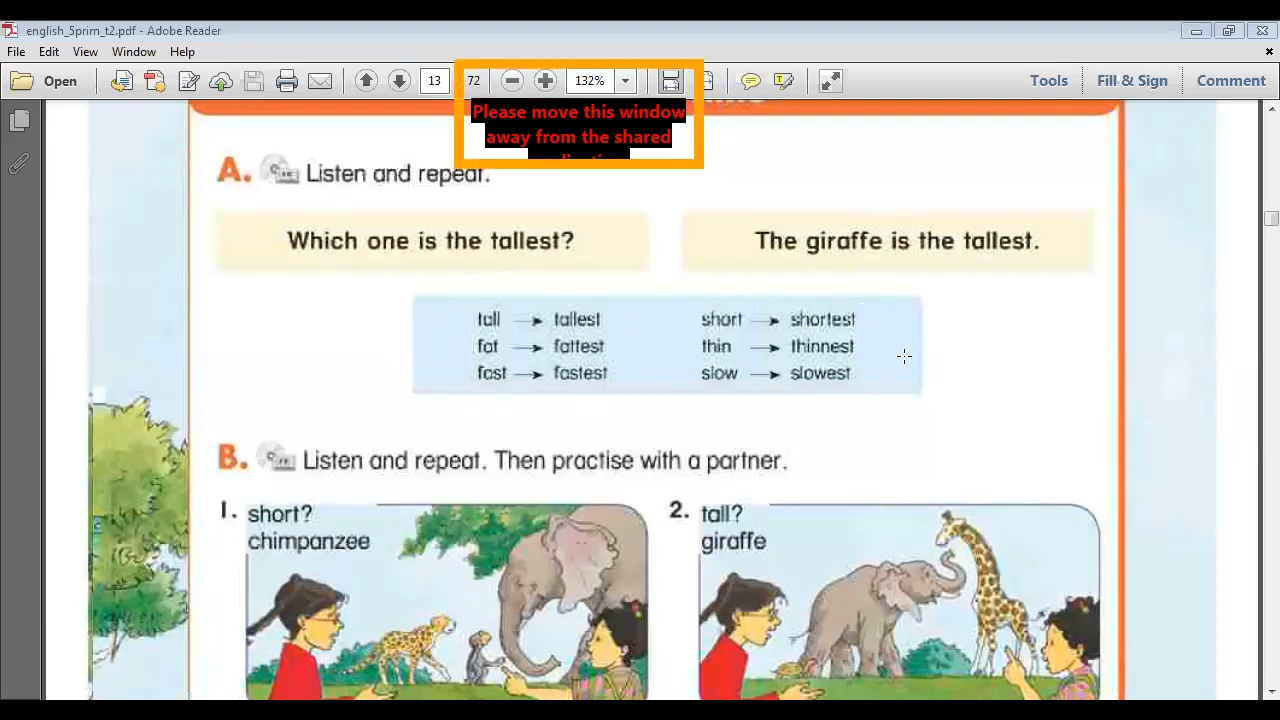 english_5prim_t2.pdf - Adobe Reader
File Edit View Window Help
Open 13 72 132% Tools Fill & Sign Comment
Please move this window
away from the shared
A. Listen and repeat.
Which one is the tallest? The giraffe is the tallest.
tall → tallest short → shortest
fat → fattest thin → thinnest
fast → fastest slow → slowest
B. Listen and repeat. Then practise with a partner.
1. short? 2. tall?
chimpanzee giraffe